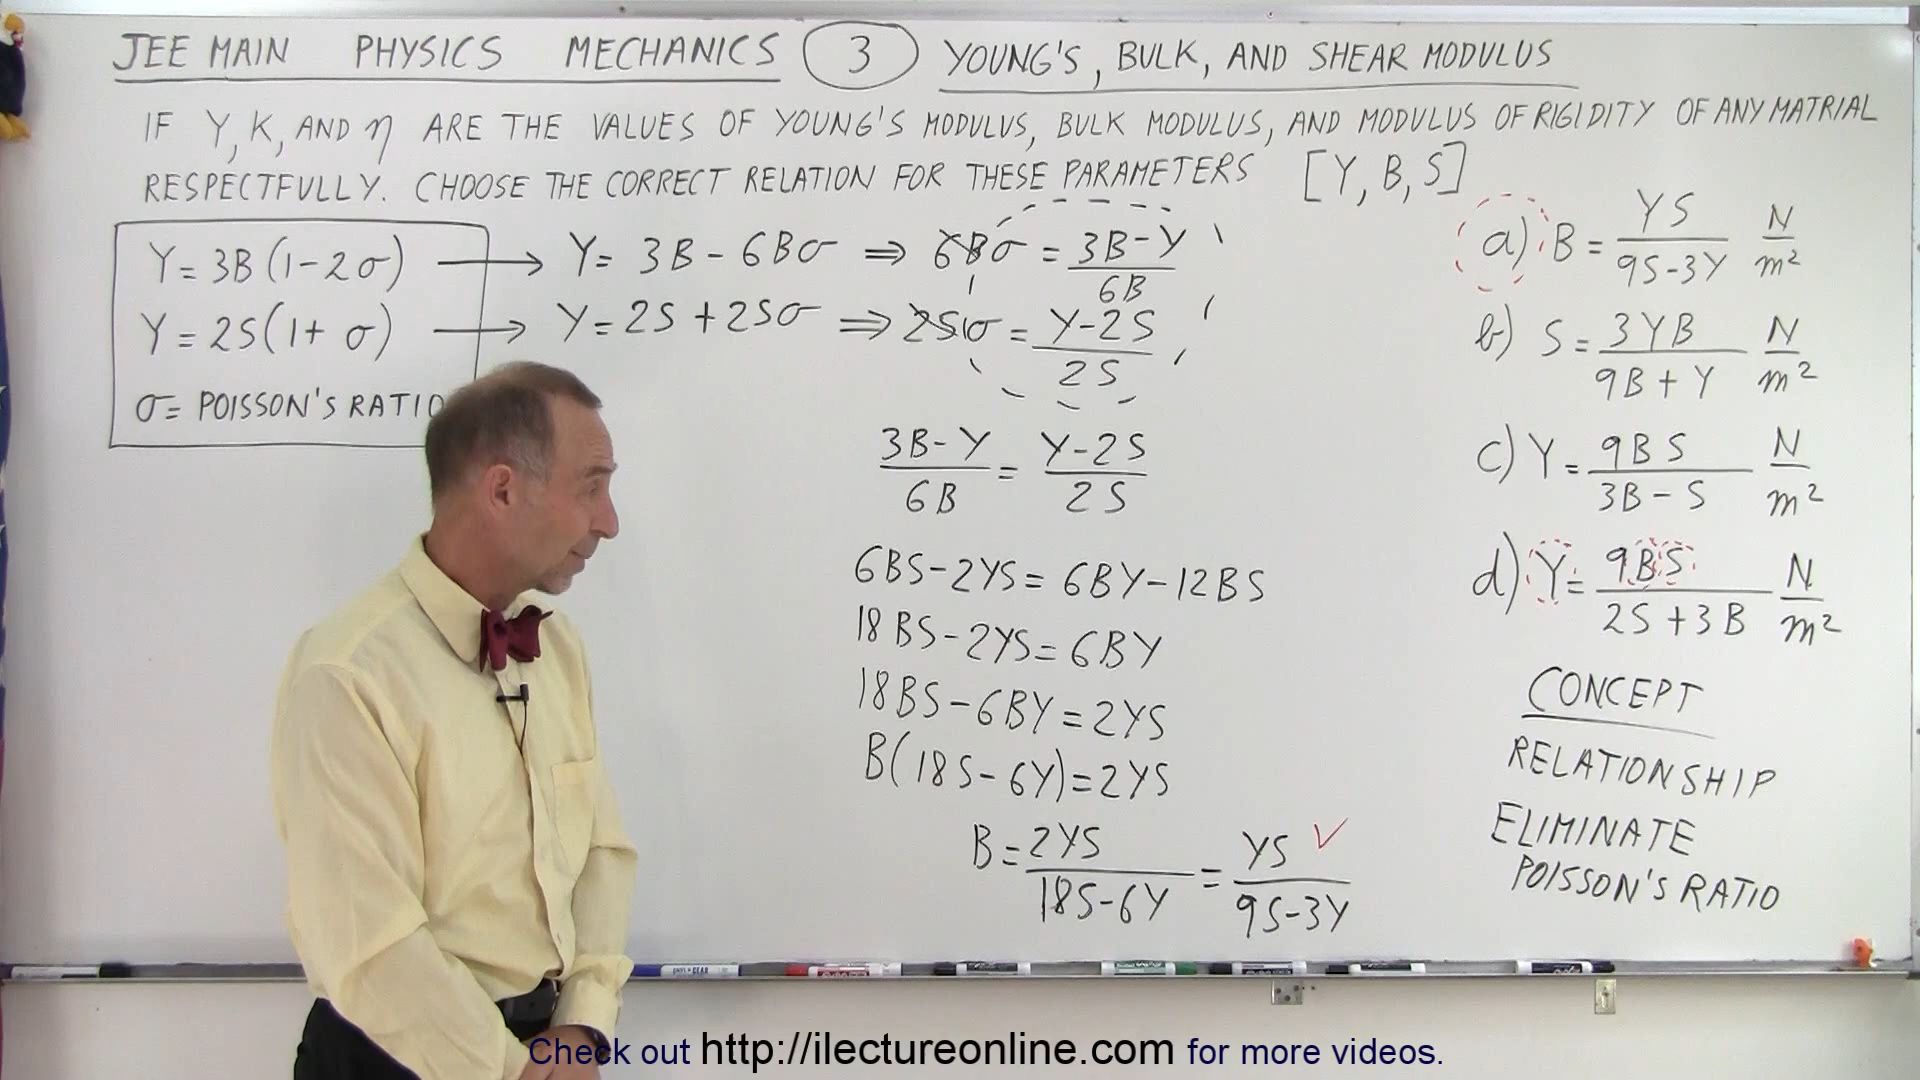 JEE MAIN PHYSICS MECHANICS 3 YOUNG'S, BULK, AND SHEAR MODULUS
IF Y, K, AND η ARE THE VALUES OF YOUNG'S MODULUS, BULK MODULUS, AND MODULUS OF RIGIDITY OF ANY MATRIAL
RESPECTFULLY. CHOOSE THE CORRECT RELATION FOR THESE PARAMETERS [Y, B, S]
Y = 3B(1-2σ) → Y = 3B - 6Bσ ⇒ 6Bσ = (3B-Y)/6B
Y = 2S(1+σ) → Y = 2S + 2Sσ ⇒ 2Sσ = (Y-2S)/2S
σ = POISSON'S RATIO
(3B-Y)/6B = (Y-2S)/2S
6BS - 2YS = 6BY - 12BS
18BS - 2YS = 6BY
18BS - 6BY = 2YS
B(18S - 6Y) = 2YS
B = 2YS/(18S-6Y) = YS/(9S-3Y) ✓
a) B = YS/(9S-3Y) N/m²
b) S = 3YB/(9B+Y) N/m²
c) Y = 9BS/(3B-S) N/m²
d) Y = 9BS/(2S+3B) N/m²
CONCEPT
RELATIONSHIP
ELIMINATE
POISSON'S RATIO
Check out http://ilectureonline.com for more videos.